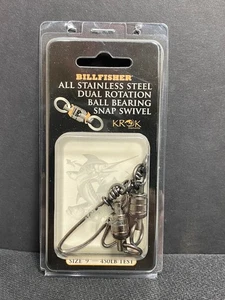 BILLFISHER
ALL STAINLESS STEEL
DUAL ROTATION
BALL BEARING
SNAP SWIVEL
KROK
SIZE 9 450LB TEST